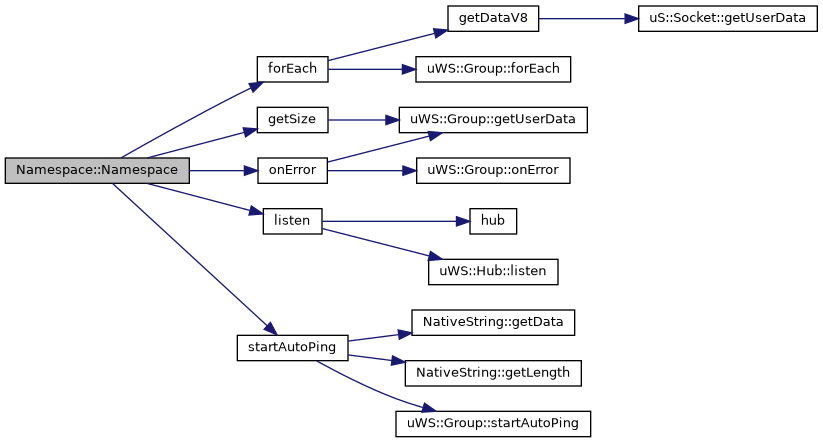 getDataV8
uS::Socket::getUserData
forEach
uWS::Group::forEach
getSize
uWS::Group::getUserData
Namespace::Namespace
onError
uWS::Group::onError
listen
hub
uWS::Hub::listen
NativeString::getData
startAutoPing
NativeString::getLength
uWS::Group::startAutoPing